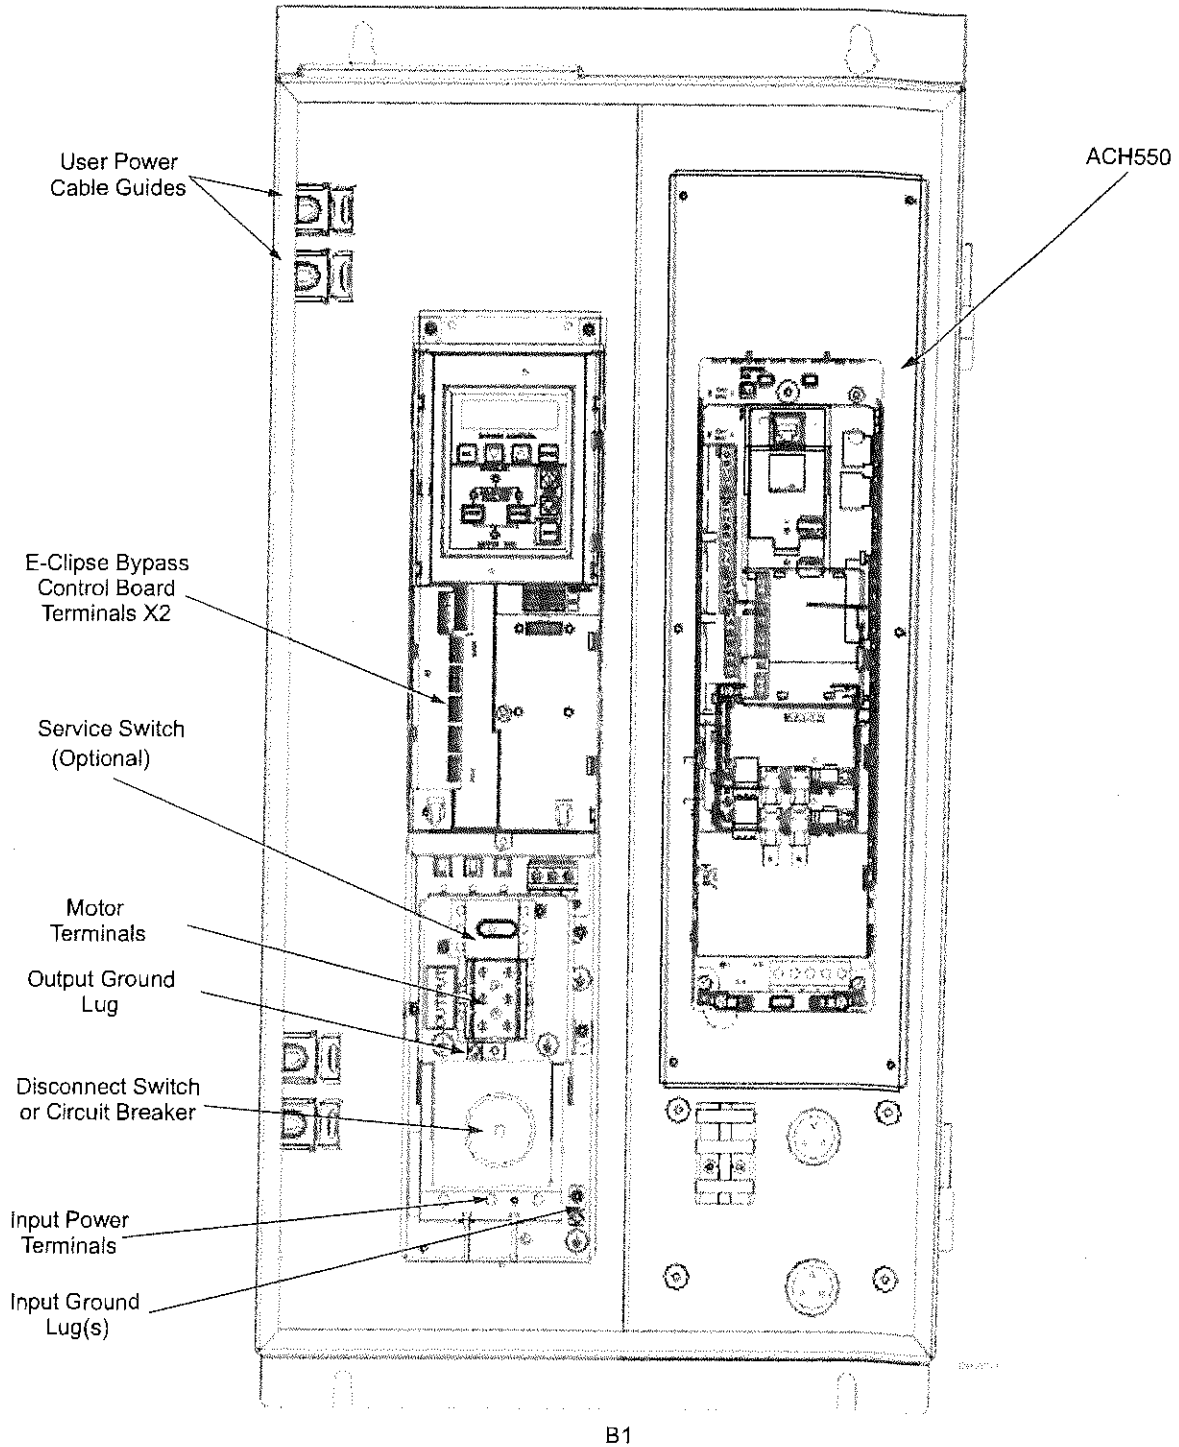 User Power
Cable Guides
ACH550
E-Clipse Bypass
Control Board
Terminals X2
Service Switch
(Optional)
Motor
Terminals
Output Ground
Lug
OUTPUT
Disconnect Switch
or Circuit Breaker
Input Power
Terminals
Input Ground
Lug(s)
B1